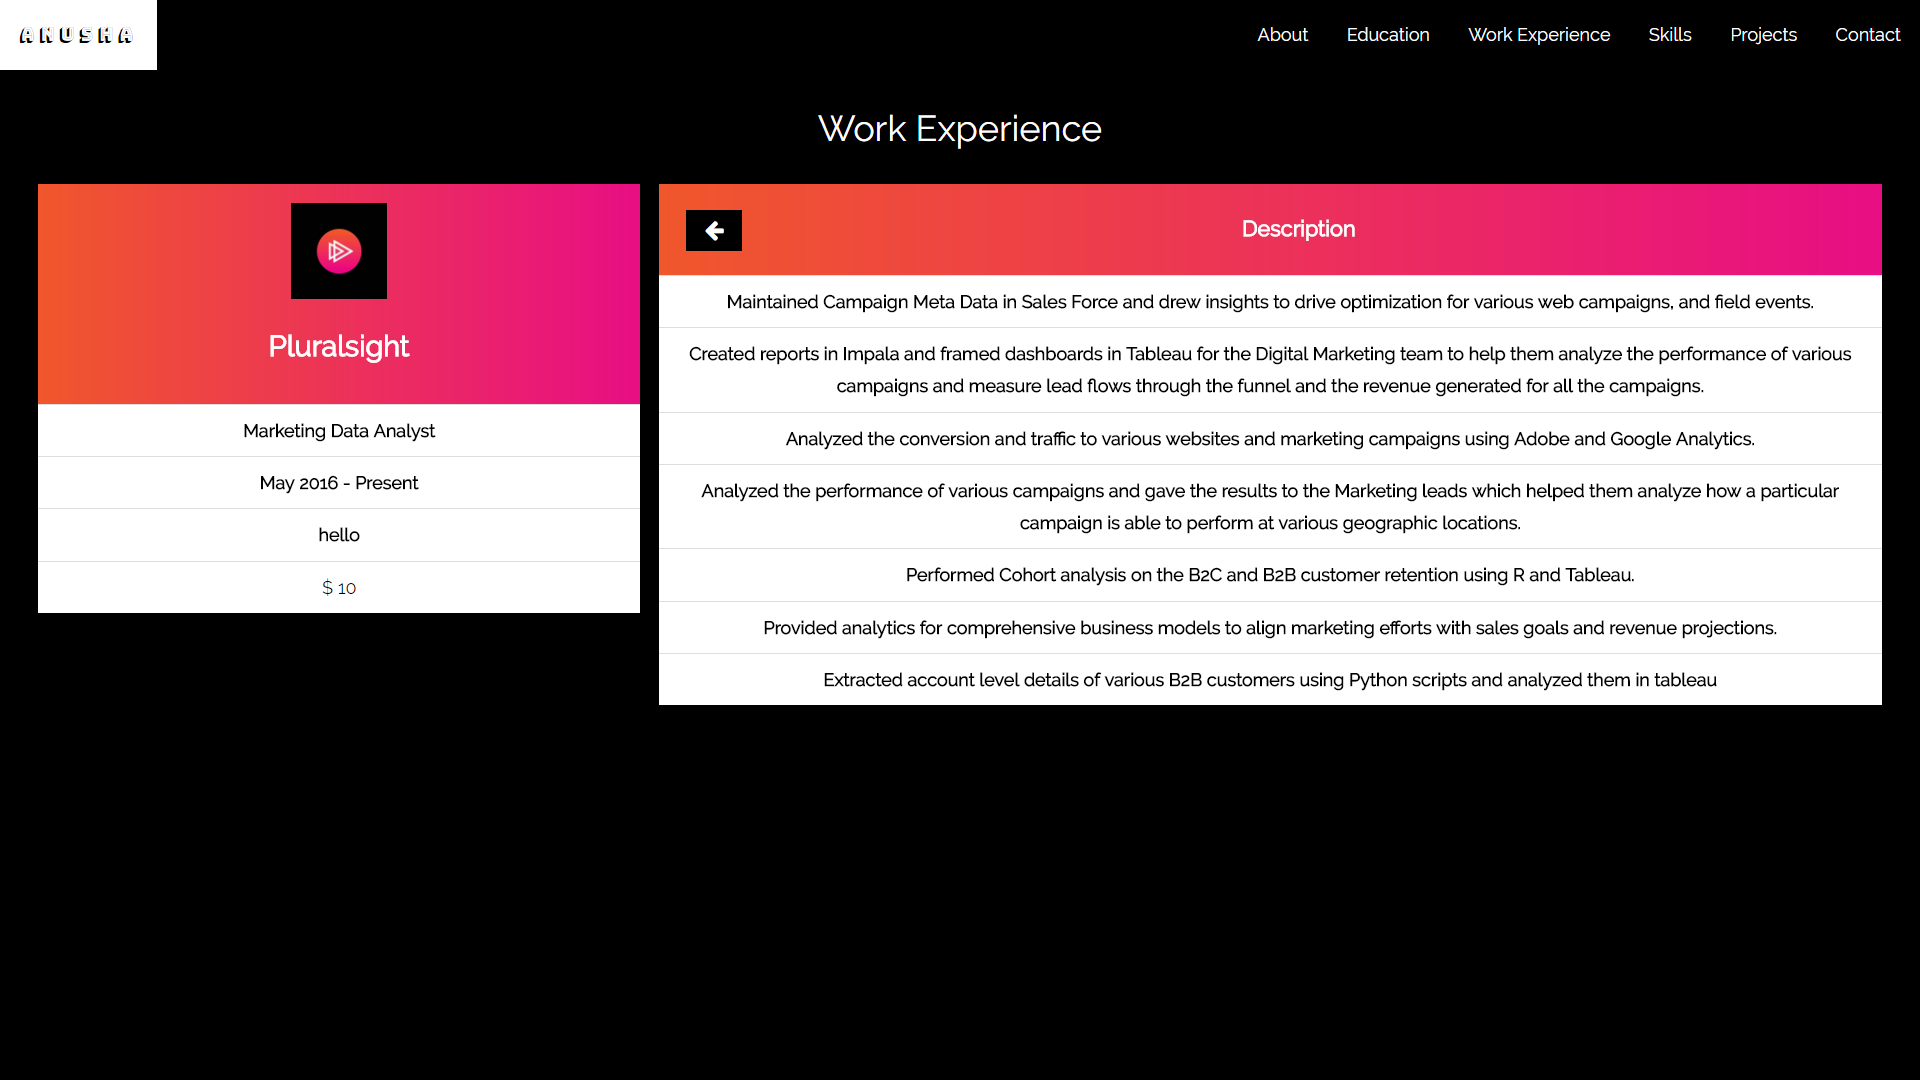 ANUSHA
About
Education
Work Experience
Skills
Projects
Contact
Work Experience
Pluralsight
Marketing Data Analyst
May 2016 - Present
hello
$ 10
Description
Maintained Campaign Meta Data in Sales Force and drew insights to drive optimization for various web campaigns, and field events.
Created reports in Impala and framed dashboards in Tableau for the Digital Marketing team to help them analyze the performance of various
campaigns and measure lead flows through the funnel and the revenue generated for all the campaigns.
Analyzed the conversion and traffic to various websites and marketing campaigns using Adobe and Google Analytics.
Analyzed the performance of various campaigns and gave the results to the Marketing leads which helped them analyze how a particular
campaign is able to perform at various geographic locations.
Performed Cohort analysis on the B2C and B2B customer retention using R and Tableau.
Provided analytics for comprehensive business models to align marketing efforts with sales goals and revenue projections.
Extracted account level details of various B2B customers using Python scripts and analyzed them in tableau